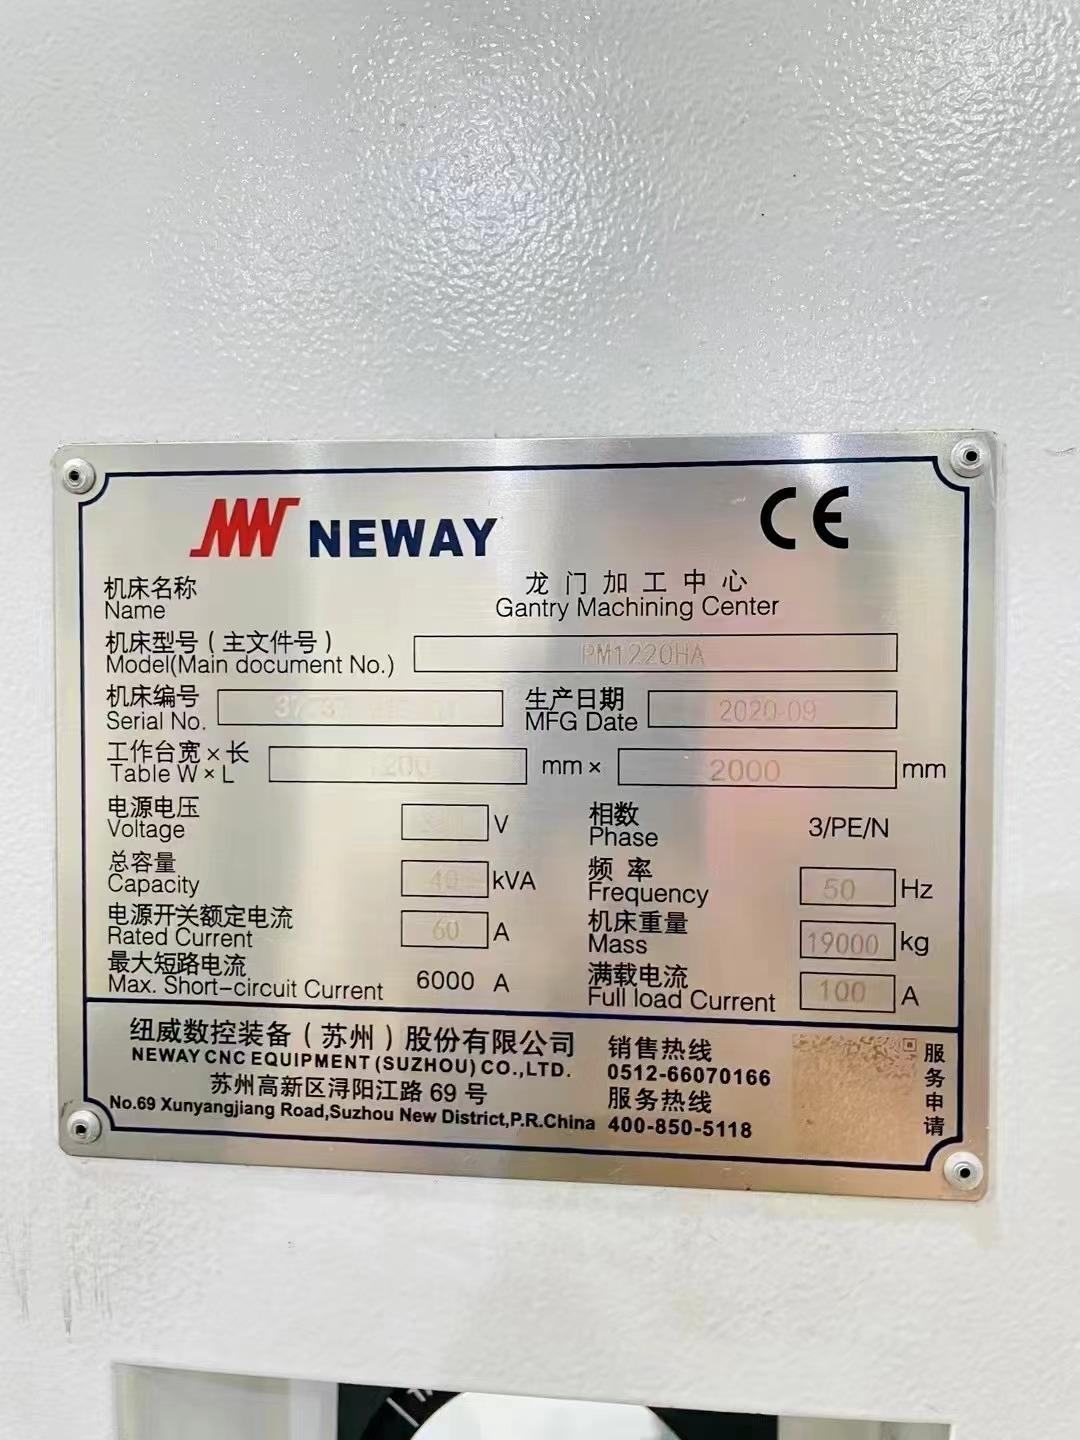 NEWAY CE
机床名称 龙门加工中心
Name Gantry Machining Center
机床型号(主文件号)
Model(Main document No.) PM1220HA
机床编号 生产日期
Serial No. MFG Date 2020-09
工作台宽×长
Table W×L 1200 mm × 2000 mm
电源电压 相数
Voltage V Phase 3/PE/N
总容量 频率
Capacity 40 kVA Frequency 50 Hz
电源开关额定电流 机床重量
Rated Current 60 A Mass 19000 kg
最大短路电流 满载电流
Max. Short-circuit Current 6000 A Full load Current 100 A
纽威数控装备(苏州)股份有限公司
NEWAY CNC EQUIPMENT (SUZHOU) CO.,LTD.
苏州高新区浔阳江路 69 号
No.69 Xunyangjiang Road,Suzhou New District,P.R.China
销售热线
0512-66070166
服务热线
400-850-5118
服务申请